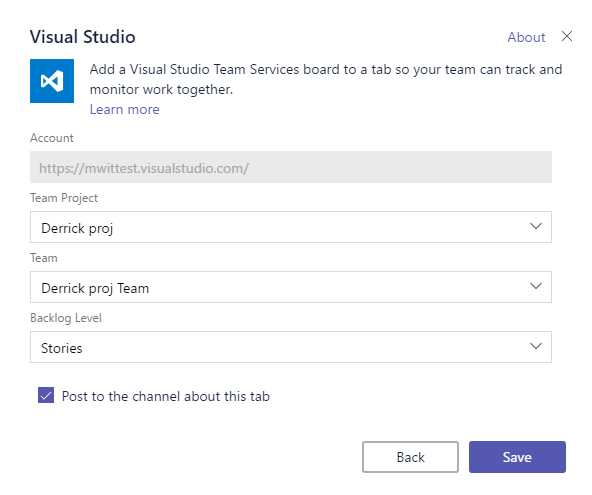 Visual Studio
About
Add a Visual Studio Team Services board to a tab so your team can track and
monitor work together.
Learn more
Account
https://mwittest.visualstudio.com/
Team Project
Derrick proj
Team
Derrick proj Team
Backlog Level
Stories
Post to the channel about this tab
Back
Save